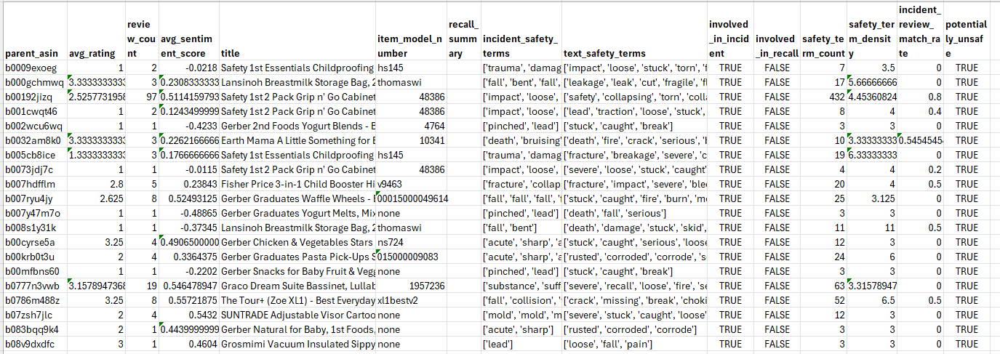 parent_asin avg_rating review_count avg_sentiment_score title item_model_number recall_summary incident_safety_terms text_safety_terms involved_in_incident involved_in_recall safety_term_count safety_term_density incident_review_match_rate potentially_unsafe
b0009exoeg 1 2 -0.0218 Safety 1st Essentials Childproofing hs145 ['trauma', 'damag ['impact', 'loose', 'stuck', 'torn', 'f TRUE FALSE 7 3.5 0 TRUE
b000gchmwq 3.3333333333 3 0.2308333333 Lansinoh Breastmilk Storage Bag, 2 thomaswi ['fall', 'bent', 'fall', ['leakage', 'leak', 'cut', 'fragile', 'fl TRUE FALSE 17 5.66666666 0 TRUE
b00192jizq 2.5257731958 97 0.5114159793 Safety 1st 2 Pack Grip n' Go Cabinet 48386 ['impact', 'loose', ['safety', 'collapsing', 'torn', 'coll TRUE FALSE 432 4.45360824 0.8 TRUE
b001cwqt46 1 2 0.1243499999 Safety 1st 2 Pack Grip n' Go Cabinet 48386 ['impact', 'loose', ['lead', 'traction', 'loose', 'stuck', TRUE FALSE 8 4 0.4 TRUE
b002wcu6wq 1 1 -0.4233 Gerber 2nd Foods Yogurt Blends - B 4764 ['pinched', 'lead'] ['stuck', 'caught', 'break'] TRUE FALSE 3 3 0 TRUE
b0032am8k0 3.3333333333 3 0.2262166666 Earth Mama A Little Something for B 10341 ['death', 'bruising' ['death', 'fire', 'crack', 'serious', 'b TRUE FALSE 10 3.33333333 0.5454545 TRUE
b005cb8ice 1.3333333333 3 0.1766666666 Safety 1st Essentials Childproofing hs145 ['trauma', 'damag ['fracture', 'breakage', 'severe', 'c TRUE FALSE 19 6.33333333 0 TRUE
b0073jdj7c 1 1 -0.0115 Safety 1st 2 Pack Grip n' Go Cabinet 48386 ['impact', 'loose', ['severe', 'loose', 'stuck', 'caught' TRUE FALSE 4 4 0.2 TRUE
b007hdfflm 2.8 5 0.23843 Fisher Price 3-in-1 Child Booster Hi v9463 ['fracture', 'collap ['fracture', 'impact', 'severe', 'blee TRUE FALSE 20 4 0.5 TRUE
b007ryu4jy 2.625 8 0.52493125 Gerber Graduates Waffle Wheels - 00015000049614 ['fall', 'fall', 'fall', ' ['stuck', 'caught', 'fire', 'burn', 'm TRUE FALSE 25 3.125 0 TRUE
b007y47m7o 1 1 -0.48865 Gerber Graduates Yogurt Melts, Mix none ['pinched', 'lead'] ['death', 'fall', 'serious'] TRUE FALSE 3 3 0 TRUE
b008s1y31k 1 1 -0.37345 Lansinoh Breastmilk Storage Bag, 2 thomaswi ['fall', 'bent'] ['death', 'damage', 'stuck', 'skid', TRUE FALSE 11 11 0.5 TRUE
b00cyrse5a 3.25 4 0.4906500000 Gerber Chicken & Vegetables Stars ns724 ['acute', 'sharp', 'a ['stuck', 'caught', 'serious', 'loose TRUE FALSE 12 3 0 TRUE
b00krb0t3u 2 4 0.3364375 Gerber Graduates Pasta Pick-Ups 015000009083 ['acute', 'sharp', 'a ['rusted', 'corroded', 'corrode', 's TRUE FALSE 24 6 0 TRUE
b00mfbns60 1 1 -0.2202 Gerber Snacks for Baby Fruit & Veg none ['pinched', 'lead'] ['stuck', 'caught', 'break'] TRUE FALSE 3 3 0 TRUE
b0777n3vwb 3.1578947368 19 0.546478947 Graco Dream Suite Bassinet, Lullab 1957236 ['substance', 'suff ['severe', 'recall', 'loose', 'fire', 'se TRUE FALSE 63 3.31578947 0 TRUE
b0786m488z 3.25 8 0.55721875 The Tour+ (Zoe XL1) - Best Everyday xl1bestv2 ['fall', 'collision', ' ['crack', 'missing', 'break', 'choki TRUE FALSE 52 6.5 0.5 TRUE
b07zsh7jlc 2 4 0.5432 SUNTRADE Adjustable Visor Cartoo none ['mold', 'mold', 'm ['severe', 'stuck', 'caught', 'loose' TRUE FALSE 12 3 0 TRUE
b083bqq9k4 2 1 0.4439999999 Gerber Natural for Baby, 1st Foods, none ['acute', 'sharp'] ['rusted', 'corroded', 'corrode'] TRUE FALSE 3 3 0 TRUE
b08v9dxdfc 3 1 0.4604 Grosmimi Vacuum Insulated Sippy none ['lead'] ['loose', 'fall', 'pain'] TRUE FALSE 3 3 0 TRUE